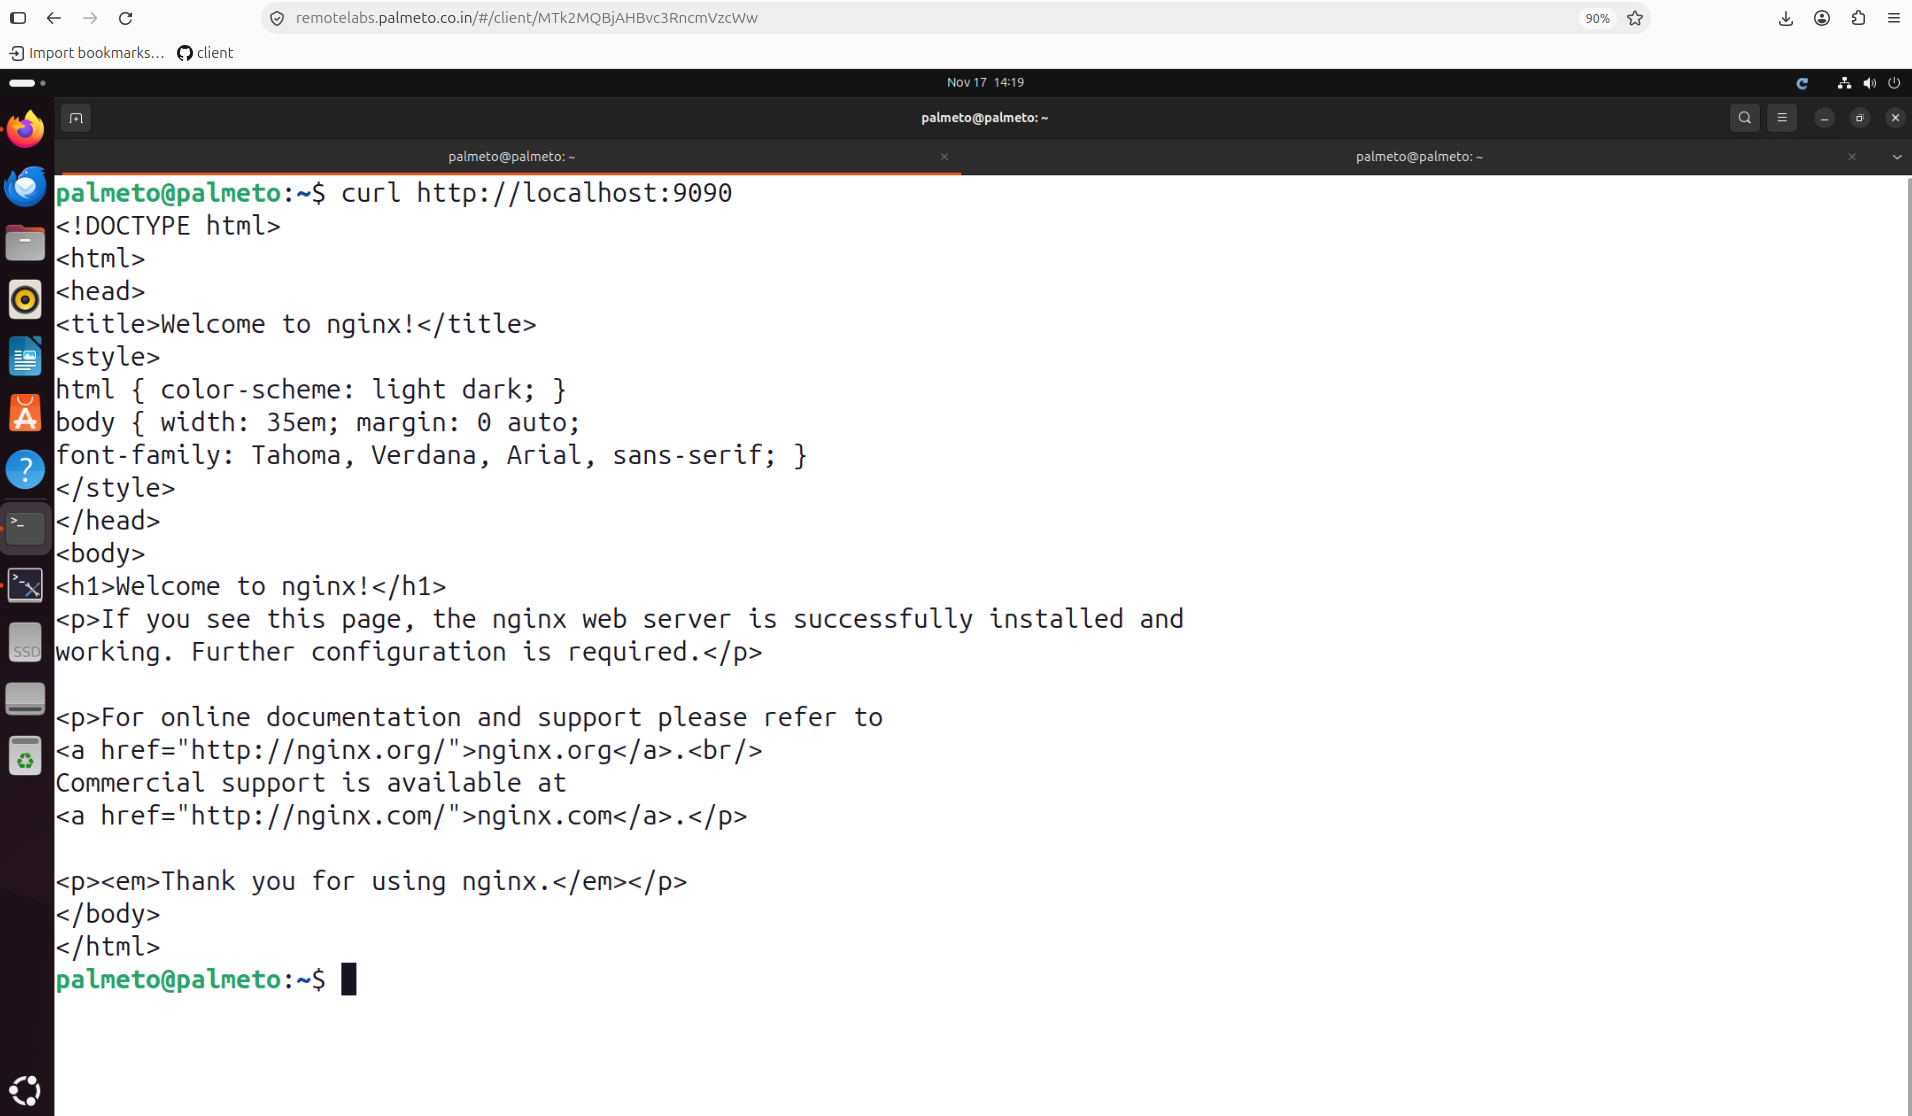 remotelabs.palmeto.co.in/#/client/MTk2MQBjAHBvc3RncmVzcWw
90%
Import bookmarks...
client
Nov 17 14:19
palmeto@palmeto: ~
palmeto@palmeto: ~
palmeto@palmeto: ~
palmeto@palmeto:~$ curl http://localhost:9090
<!DOCTYPE html>
<html>
<head>
<title>Welcome to nginx!</title>
<style>
html { color-scheme: light dark; }
body { width: 35em; margin: 0 auto;
font-family: Tahoma, Verdana, Arial, sans-serif; }
</style>
</head>
<body>
<h1>Welcome to nginx!</h1>
<p>If you see this page, the nginx web server is successfully installed and
working. Further configuration is required.</p>

<p>For online documentation and support please refer to
<a href="http://nginx.org/">nginx.org</a>.<br/>
Commercial support is available at
<a href="http://nginx.com/">nginx.com</a>.</p>

<p><em>Thank you for using nginx.</em></p>
</body>
</html>
palmeto@palmeto:~$
SSD